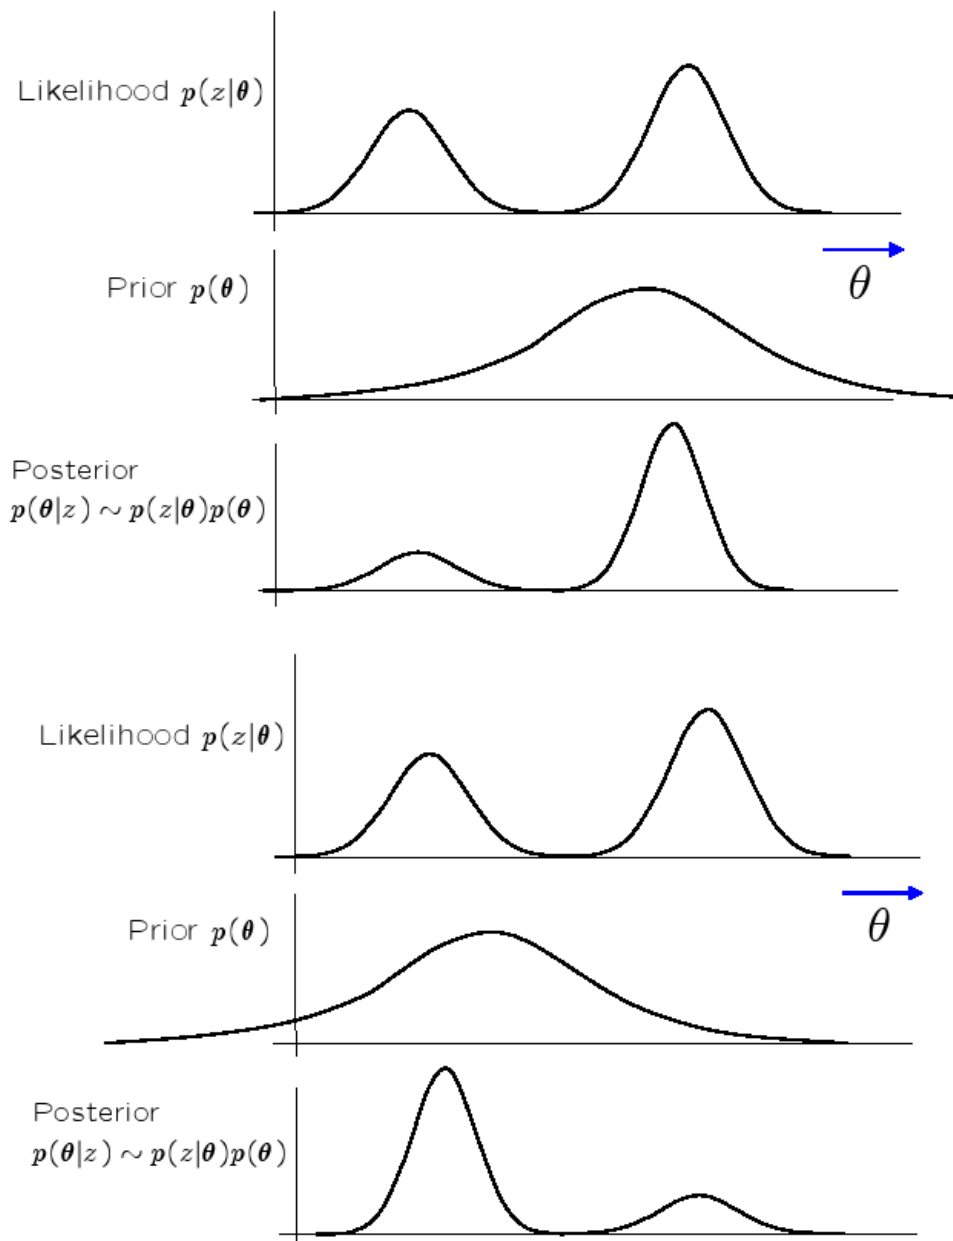 Likelihood p(z|θ)
θ
Prior p(θ)
Posterior
p(θ|z) ∼ p(z|θ)p(θ)
Likelihood p(z|θ)
θ
Prior p(θ)
Posterior
p(θ|z) ∼ p(z|θ)p(θ)